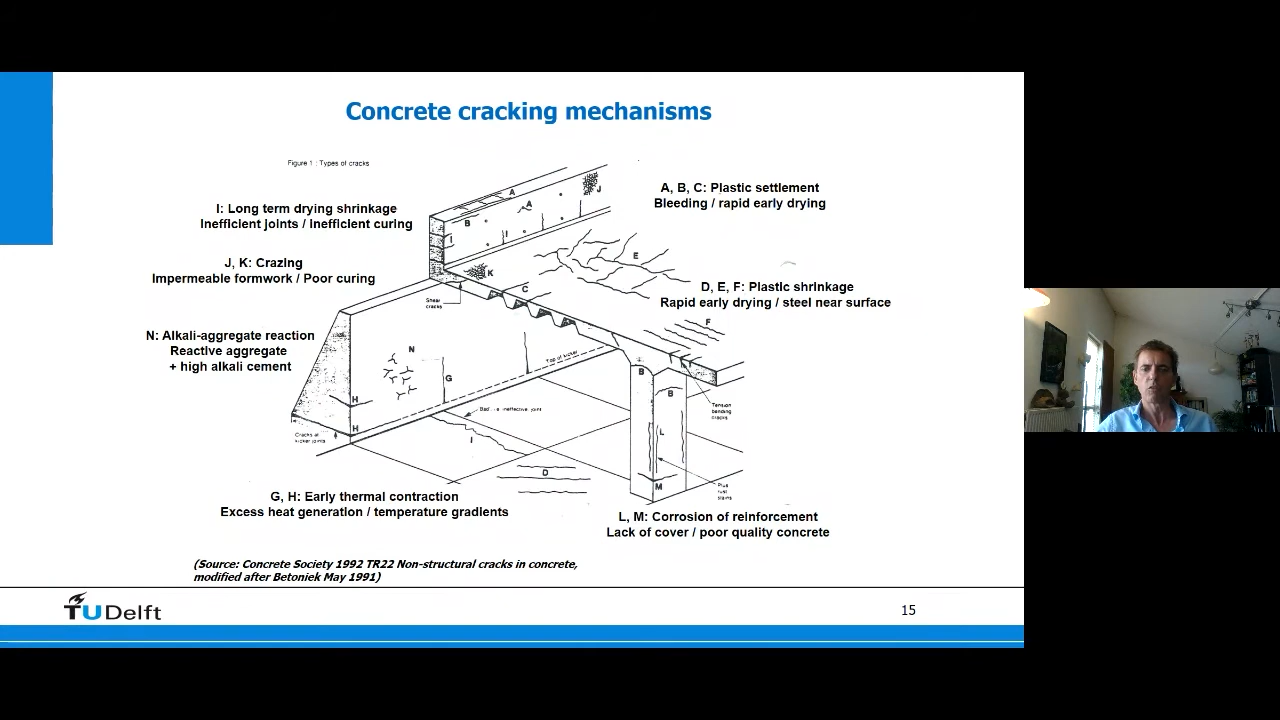 Concrete cracking mechanisms
Figure 1 : Types of cracks
A, B, C: Plastic settlement
Bleeding / rapid early drying
I: Long term drying shrinkage
Inefficient joints / Inefficient curing
J, K: Crazing
Impermeable formwork / Poor curing
D, E, F: Plastic shrinkage
Rapid early drying / steel near surface
N: Alkali-aggregate reaction
Reactive aggregate
+ high alkali cement
A
J
A
B
I
I
E
K
C
Shear
cracks
F
N
G
Top of kicker
B
B
H
H
Tension
bending
cracks
ineffective joint
Cracks at
kicker joints
I
L
D
M
Plus
rust
stains
G, H: Early thermal contraction
Excess heat generation / temperature gradients
L, M: Corrosion of reinforcement
Lack of cover / poor quality concrete
(Source: Concrete Society 1992 TR22 Non-structural cracks in concrete,
modified after Betoniek May 1991)
TUDelft
15